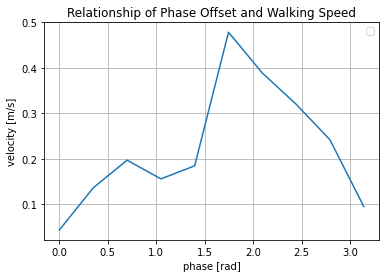 Relationship of Phase Offset and Walking Speed
0.5
0.4
0.3
0.2
0.1
velocity [m/s]
0.0 0.5 1.0 1.5 2.0 2.5 3.0
phase [rad]